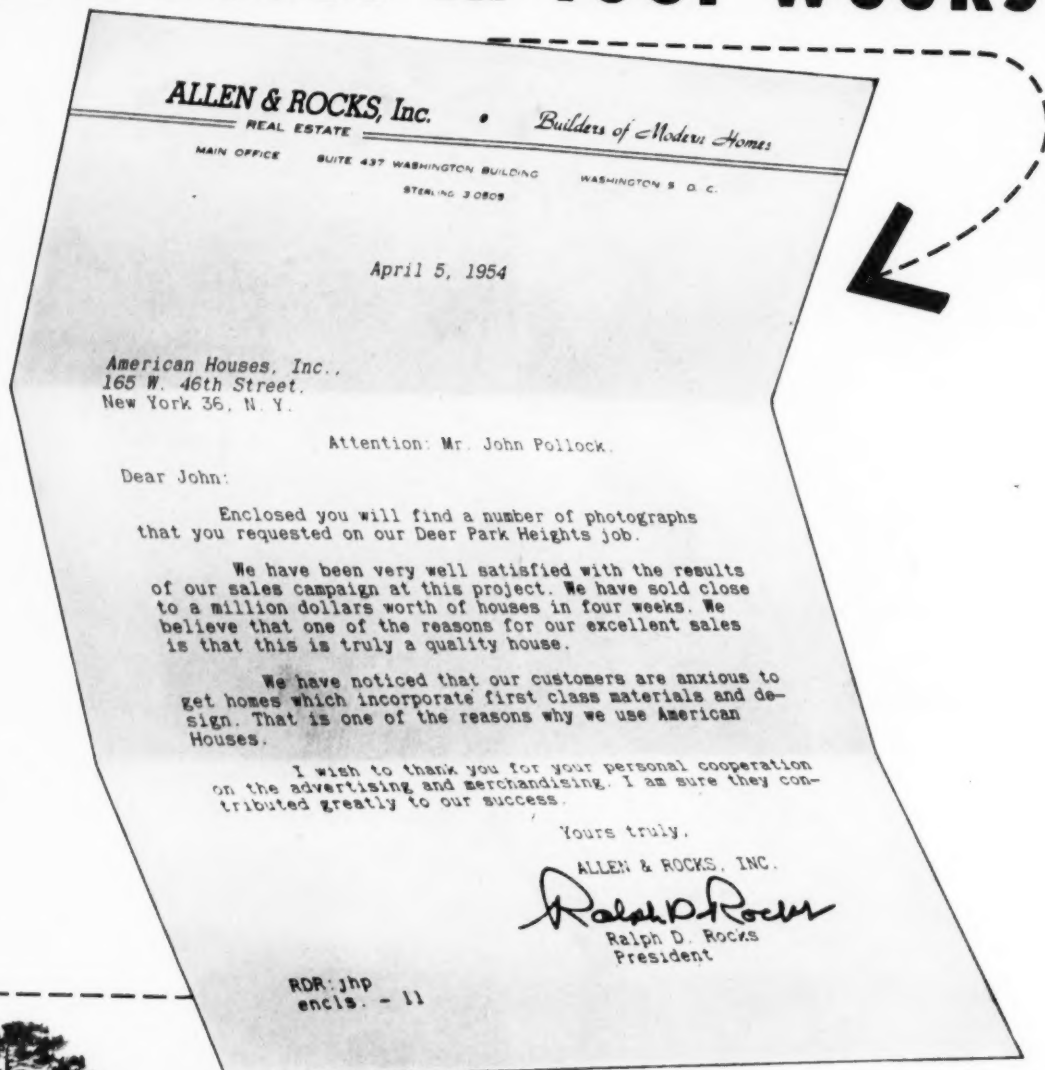 ALLEN & ROCKS, Inc. • Builders of Modern Homes
REAL ESTATE
MAIN OFFICE SUITE 437 WASHINGTON BUILDING WASHINGTON 5 D. C.
STERLING 3-0505
April 5, 1954
American Houses, Inc.,
165 W. 46th Street.
New York 36, N. Y.
Attention: Mr. John Pollock.
Dear John:
Enclosed you will find a number of photographs
that you requested on our Deer Park Heights job.
We have been very well satisfied with the results
of our sales campaign at this project. We have sold close
to a million dollars worth of houses in four weeks. We
believe that one of the reasons for our excellent sales
is that this is truly a quality house.
We have noticed that our customers are anxious to
get homes which incorporate first class materials and de-
sign. That is one of the reasons why we use American
Houses.
I wish to thank you for your personal cooperation
on the advertising and merchandising. I am sure they con-
tributed greatly to our success.
Yours truly,
ALLEN & ROCKS, INC.
Ralph D. Rocks
Ralph D. Rocks
President
RDR:jhp
encls. - 11